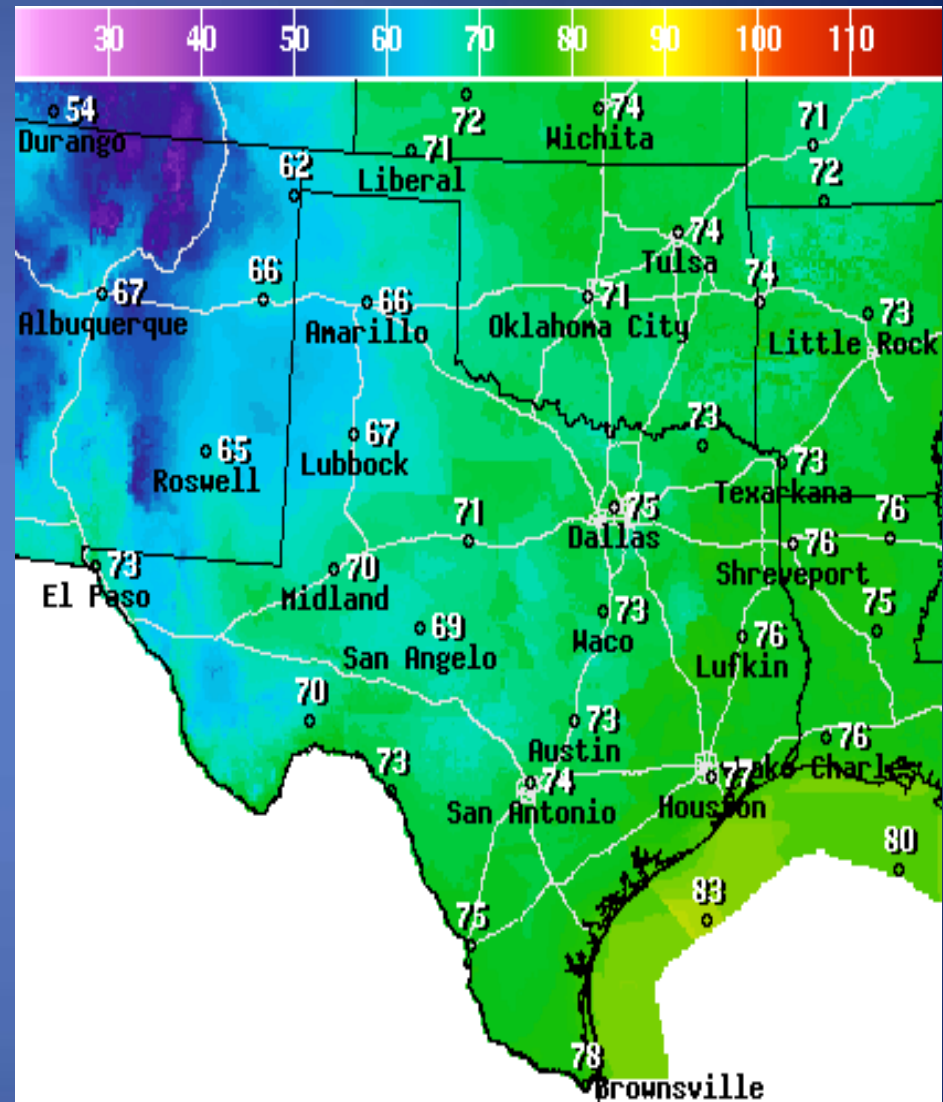 30 40 50 60 70 80 90 100 110
54
Durango
72
74
Wichita
71
71
Liberal
62
72
74
Tulsa
67
Albuquerque
66
66
Amarillo
71
Oklahoma City
74
73
Little Rock
65
Roswell
67
Lubbock
73
73
Texarkana
75
Dallas
71
76
Shreveport
76
73
El Paso
70
Midland
69
San Angelo
73
Waco
76
Lufkin
75
70
73
Austin
73
74
San Antonio
77
Houston
76
Lake Charles
80
83
75
78
Brownsville